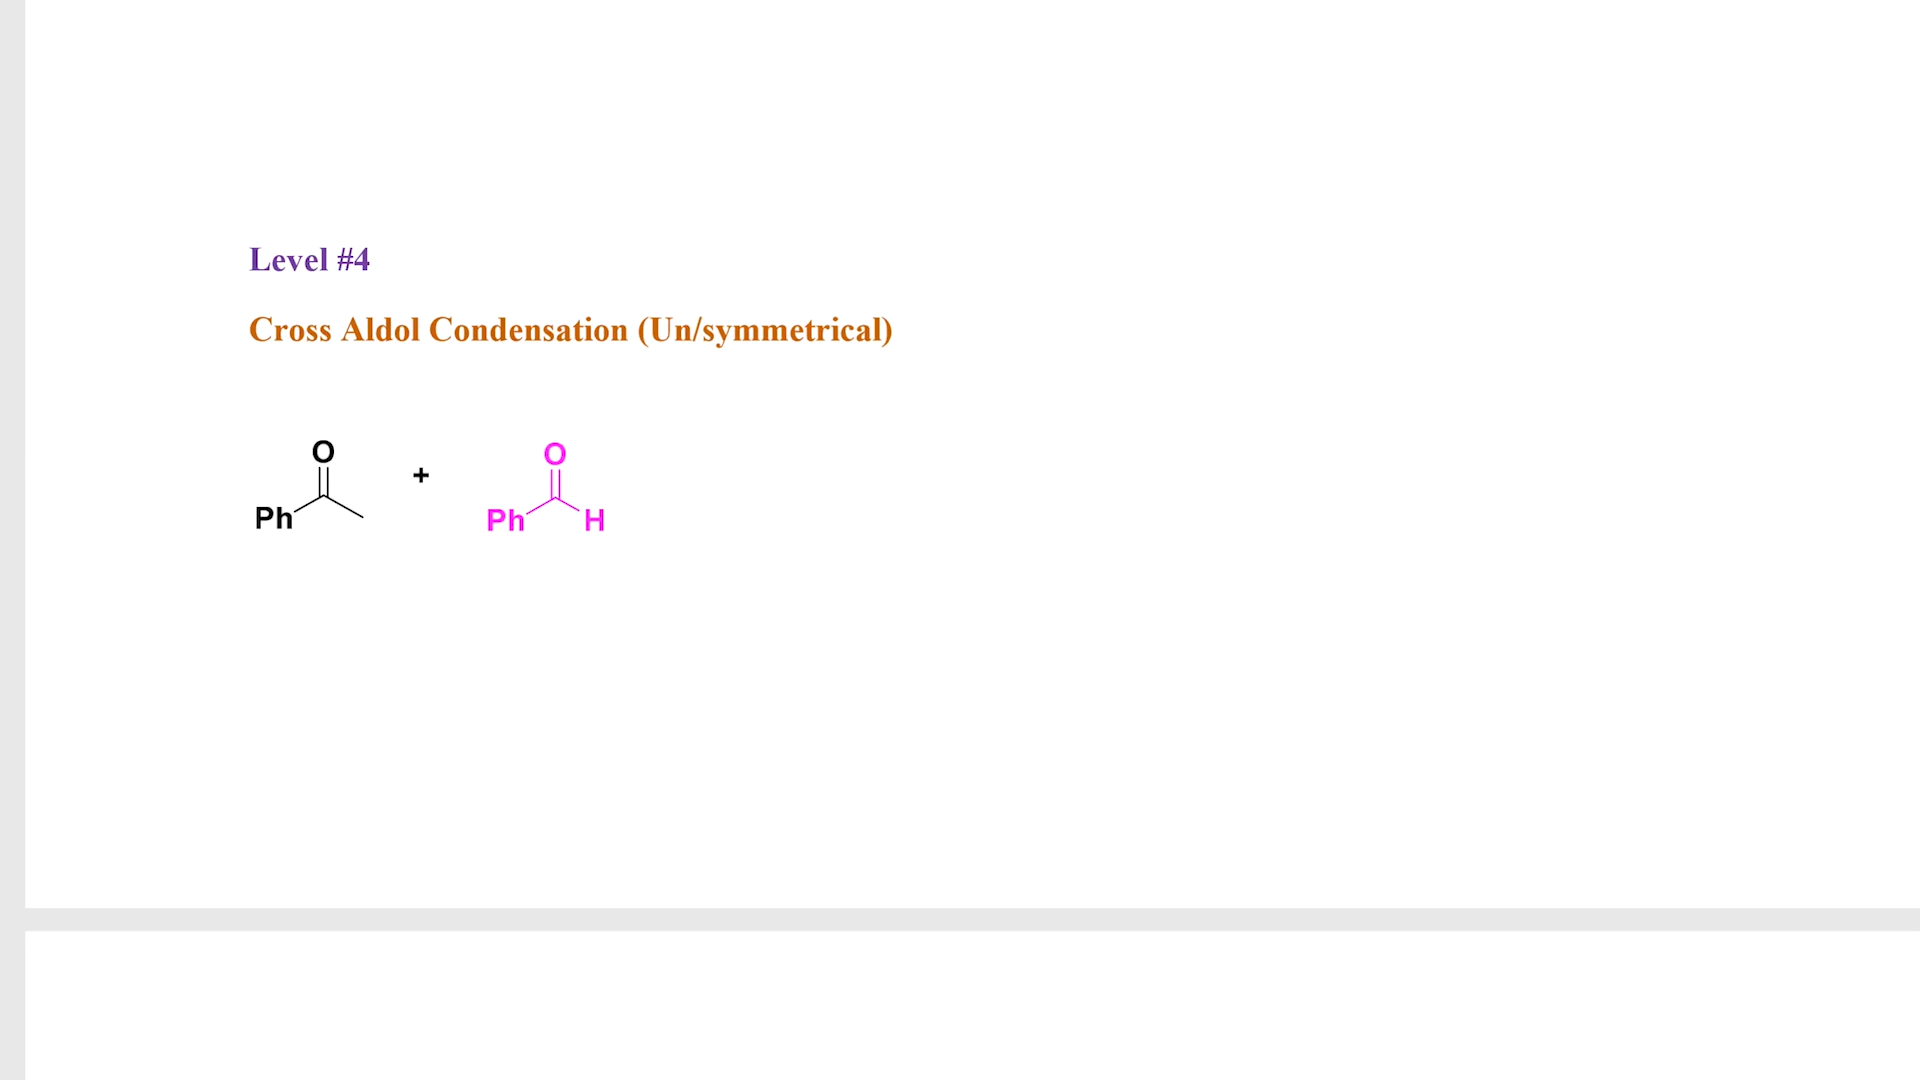 Level #4
Cross Aldol Condensation (Un/symmetrical)
O + O
Ph Ph H